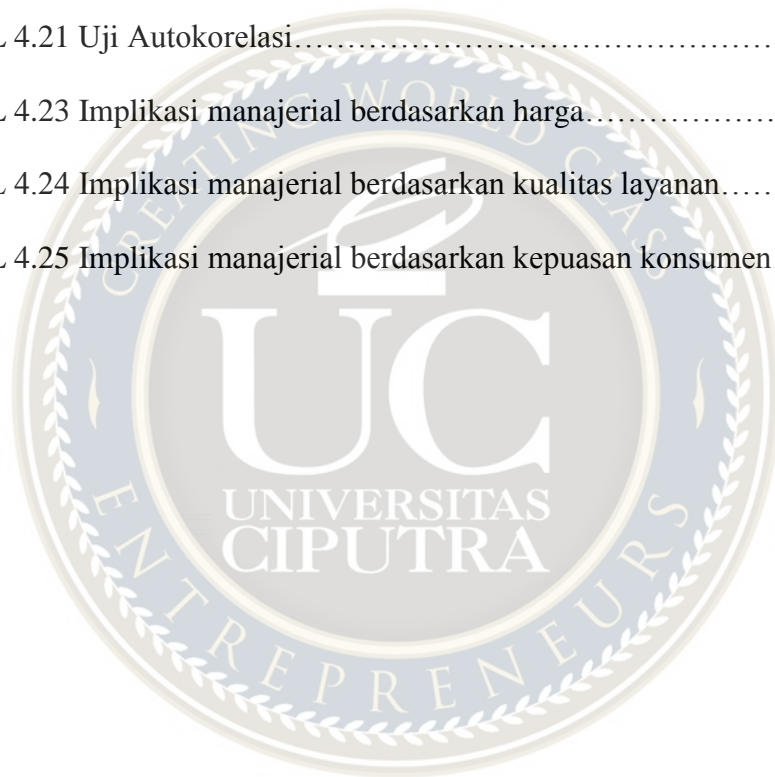 L 4.21 Uji Autokorelasi…………………………………………
L 4.23 Implikasi manajerial berdasarkan harga………………
L 4.24 Implikasi manajerial berdasarkan kualitas layanan……
L 4.25 Implikasi manajerial berdasarkan kepuasan konsumen
CREATING WORLD CLASS
UC
UNIVERSITAS
CIPUTRA
ENTREPRENEURS